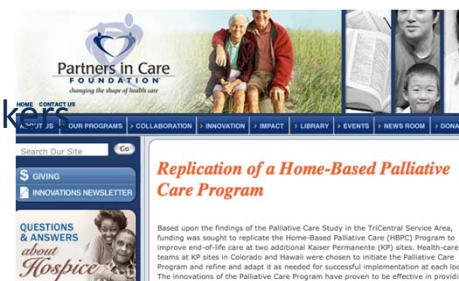 Partners in Care
FOUNDATION
changing the shape of health care
HOME CONTACT US
kers
ABOUT US > OUR PROGRAMS > COLLABORATION > INNOVATION > IMPACT > LIBRARY > EVENTS > NEWS ROOM > DONA
Search Our Site Go
$ GIVING
INNOVATIONS NEWSLETTER
QUESTIONS
& ANSWERS
about
Hospice
Replication of a Home-Based Palliative
Care Program
Based upon the findings of the Palliative Care Study in the TriCentral Service Area,
funding was sought to replicate the Home-Based Palliative Care (HBPC) Program to
improve end-of-life care at two additional Kaiser Permanente (KP) sites. Health-care
teams at KP sites in Colorado and Hawaii were chosen to initiate the Palliative Care
Program and refine and adapt it as needed for successful implementation at each loc
The innovations of the Palliative Care Program have proven to be effective in providi